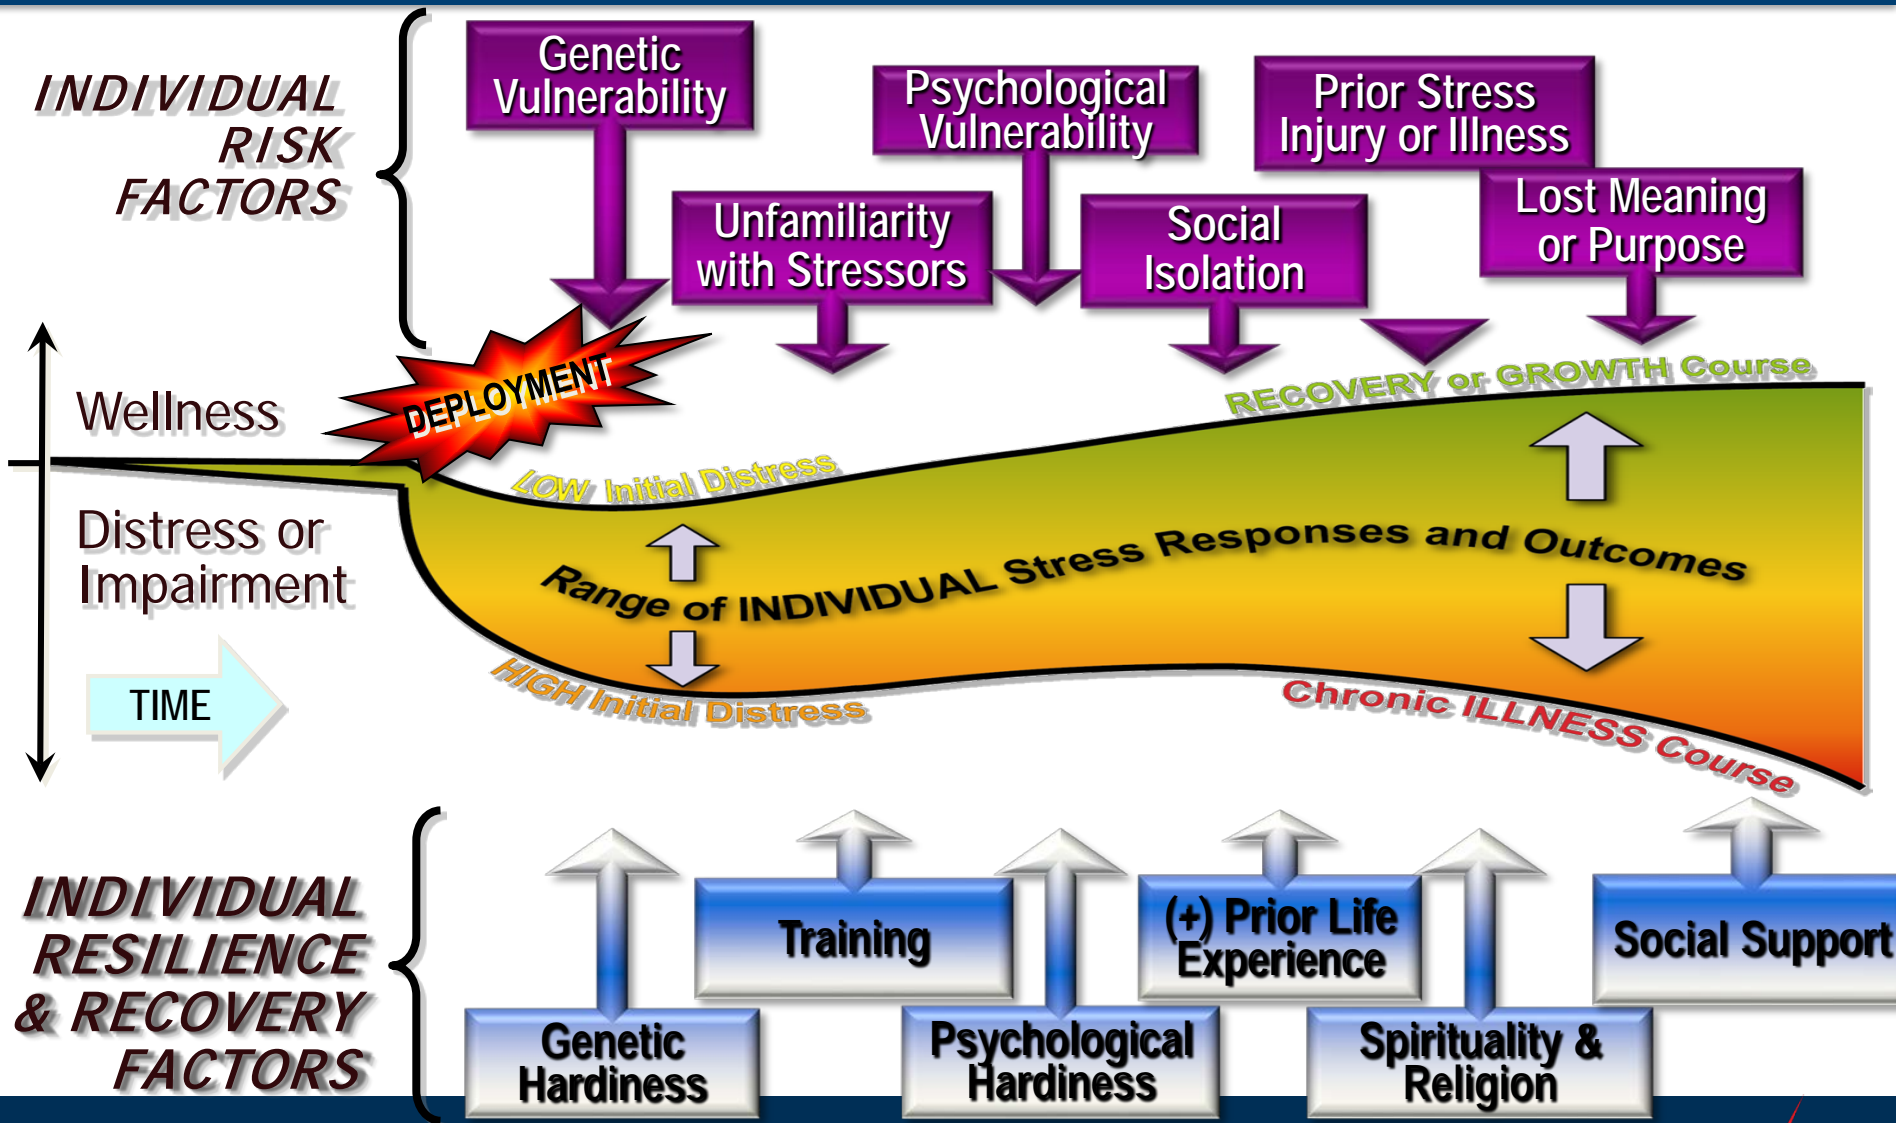 INDIVIDUAL
RISK
FACTORS
Genetic
Vulnerability
Psychological
Vulnerability
Prior Stress
Injury or Illness
Unfamiliarity
with Stressors
Social
Isolation
Lost Meaning
or Purpose
DEPLOYMENT
Wellness
Distress or
Impairment
TIME
LOW Initial Distress
RECOVERY or GROWTH Course
Range of INDIVIDUAL Stress Responses and Outcomes
HIGH Initial Distress
Chronic ILLNESS Course
INDIVIDUAL
RESILIENCE
& RECOVERY
FACTORS
Genetic
Hardiness
Training
Psychological
Hardiness
(+) Prior Life
Experience
Spirituality &
Religion
Social Support